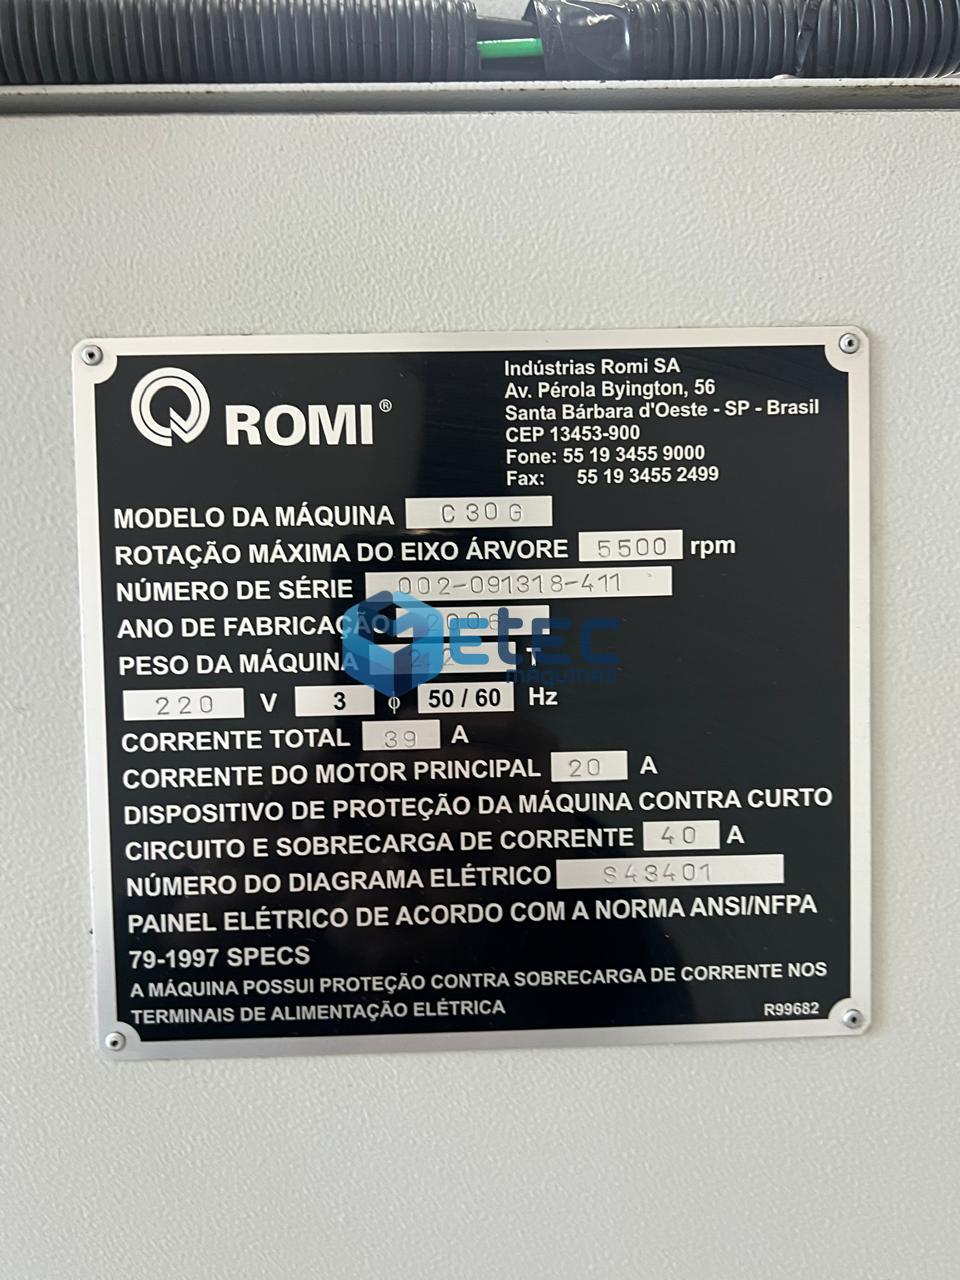 ROMI®
Indústrias Romi SA
Av. Pérola Byington, 56
Santa Bárbara d'Oeste - SP - Brasil
CEP 13453-900
Fone: 55 19 3455 9000
Fax: 55 19 3455 2499
MODELO DA MÁQUINA C 30 G
ROTAÇÃO MÁXIMA DO EIXO ÁRVORE 5500 rpm
NÚMERO DE SÉRIE 002-091318-411
ANO DE FABRICAÇÃO 2006
PESO DA MÁQUINA T
ETEC
MÁQUINAS
220 V 3 ϕ 50 / 60 Hz
CORRENTE TOTAL 39 A
CORRENTE DO MOTOR PRINCIPAL 20 A
DISPOSITIVO DE PROTEÇÃO DA MÁQUINA CONTRA CURTO
CIRCUITO E SOBRECARGA DE CORRENTE 40 A
NÚMERO DO DIAGRAMA ELÉTRICO S43401
PAINEL ELÉTRICO DE ACORDO COM A NORMA ANSI/NFPA
79-1997 SPECS
A MÁQUINA POSSUI PROTEÇÃO CONTRA SOBRECARGA DE CORRENTE NOS
TERMINAIS DE ALIMENTAÇÃO ELÉTRICA
R99682